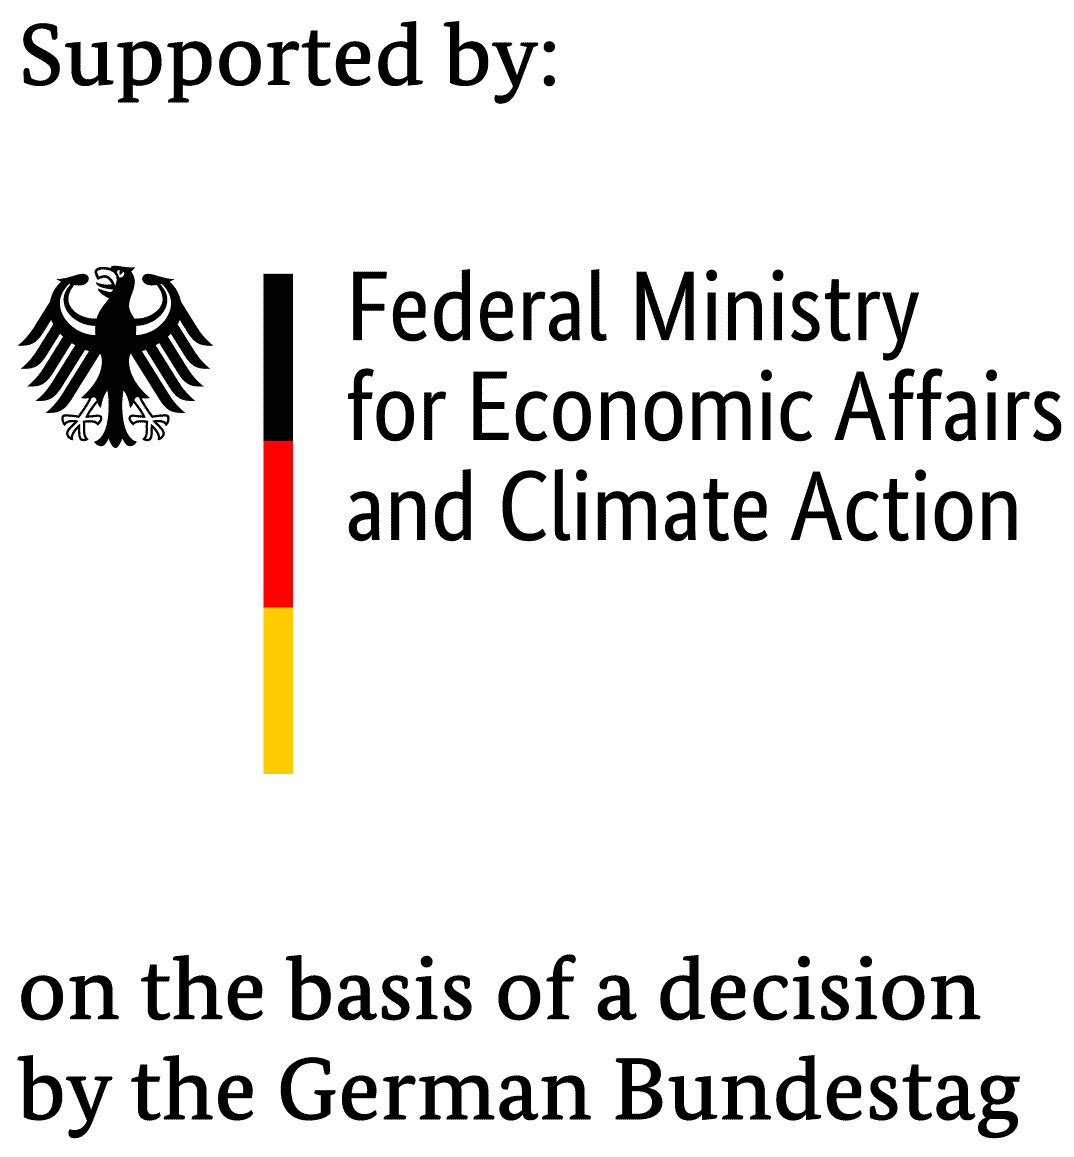 Supported by:
Federal Ministry
for Economic Affairs
and Climate Action
on the basis of a decision
by the German Bundestag